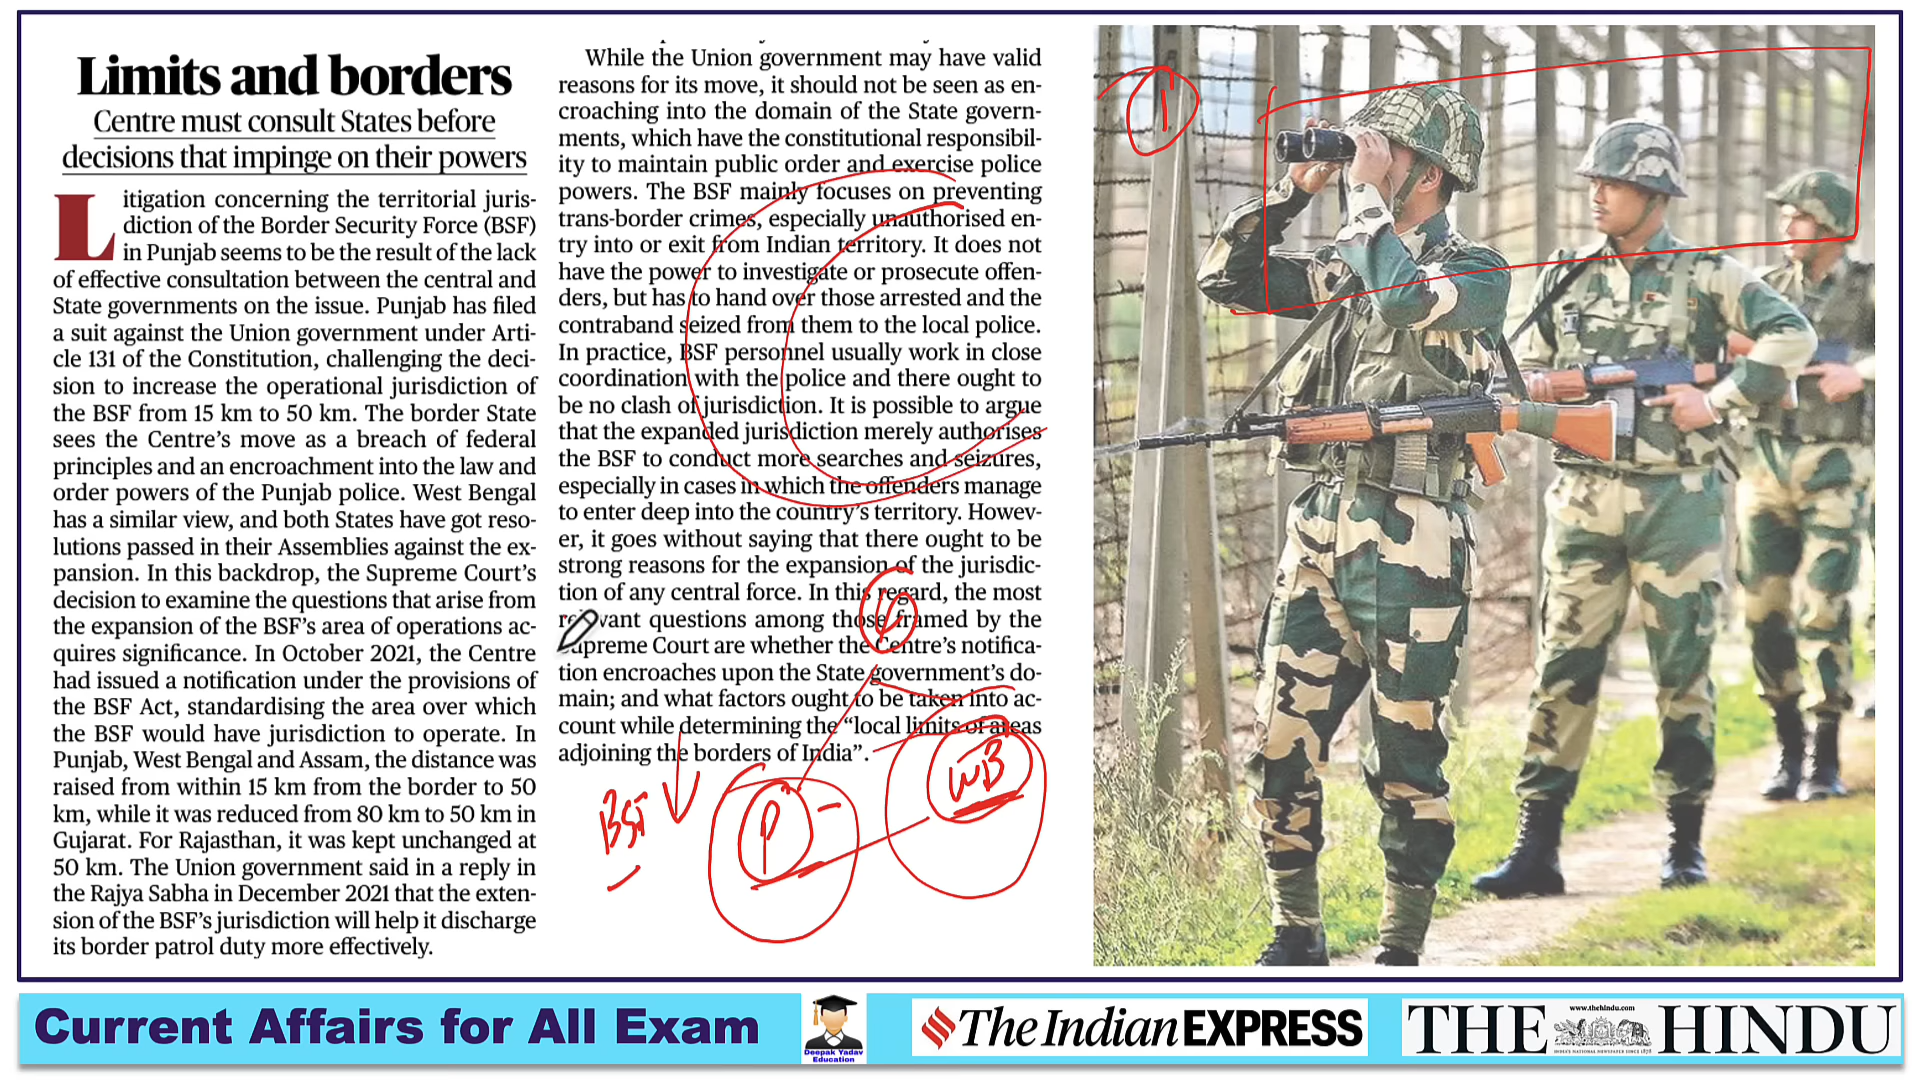 Limits and borders
Centre must consult States before
decisions that impinge on their powers
Litigation concerning the territorial juris-
diction of the Border Security Force (BSF)
in Punjab seems to be the result of the lack
of effective consultation between the central and
State governments on the issue. Punjab has filed
a suit against the Union government under Arti-
cle 131 of the Constitution, challenging the deci-
sion to increase the operational jurisdiction of
the BSF from 15 km to 50 km. The border State
sees the Centre's move as a breach of federal
principles and an encroachment into the law and
order powers of the Punjab police. West Bengal
has a similar view, and both States have got reso-
lutions passed in their Assemblies against the ex-
pansion. In this backdrop, the Supreme Court's
decision to examine the questions that arise from
the expansion of the BSF's area of operations ac-
quires significance. In October 2021, the Centre
had issued a notification under the provisions of
the BSF Act, standardising the area over which
the BSF would have jurisdiction to operate. In
Punjab, West Bengal and Assam, the distance was
raised from within 15 km from the border to 50
km, while it was reduced from 80 km to 50 km in
Gujarat. For Rajasthan, it was kept unchanged at
50 km. The Union government said in a reply in
the Rajya Sabha in December 2021 that the exten-
sion of the BSF's jurisdiction will help it discharge
its border patrol duty more effectively.
While the Union government may have valid
reasons for its move, it should not be seen as en-
croaching into the domain of the State govern-
ments, which have the constitutional responsibil-
ity to maintain public order and exercise police
powers. The BSF mainly focuses on preventing
trans-border crimes, especially unauthorised en-
try into or exit from Indian territory. It does not
have the power to investigate or prosecute offen-
ders, but has to hand over those arrested and the
contraband seized from them to the local police.
In practice, BSF personnel usually work in close
coordination with the police and there ought to
be no clash of jurisdiction. It is possible to argue
that the expanded jurisdiction merely authorises
the BSF to conduct more searches and seizures,
especially in cases in which the offenders manage
to enter deep into the country's territory. Howev-
er, it goes without saying that there ought to be
strong reasons for the expansion of the jurisdic-
tion of any central force. In this regard, the most
relevant questions among those framed by the
Supreme Court are whether the Centre's notifica-
tion encroaches upon the State government's do-
main; and what factors ought to be taken into ac-
count while determining the "local limits of areas
adjoining the borders of India".
BSF
P
WB
1
Current Affairs for All Exam
Deepak Yadav
Education
The Indian EXPRESS
www.thehindu.com
THE HINDU